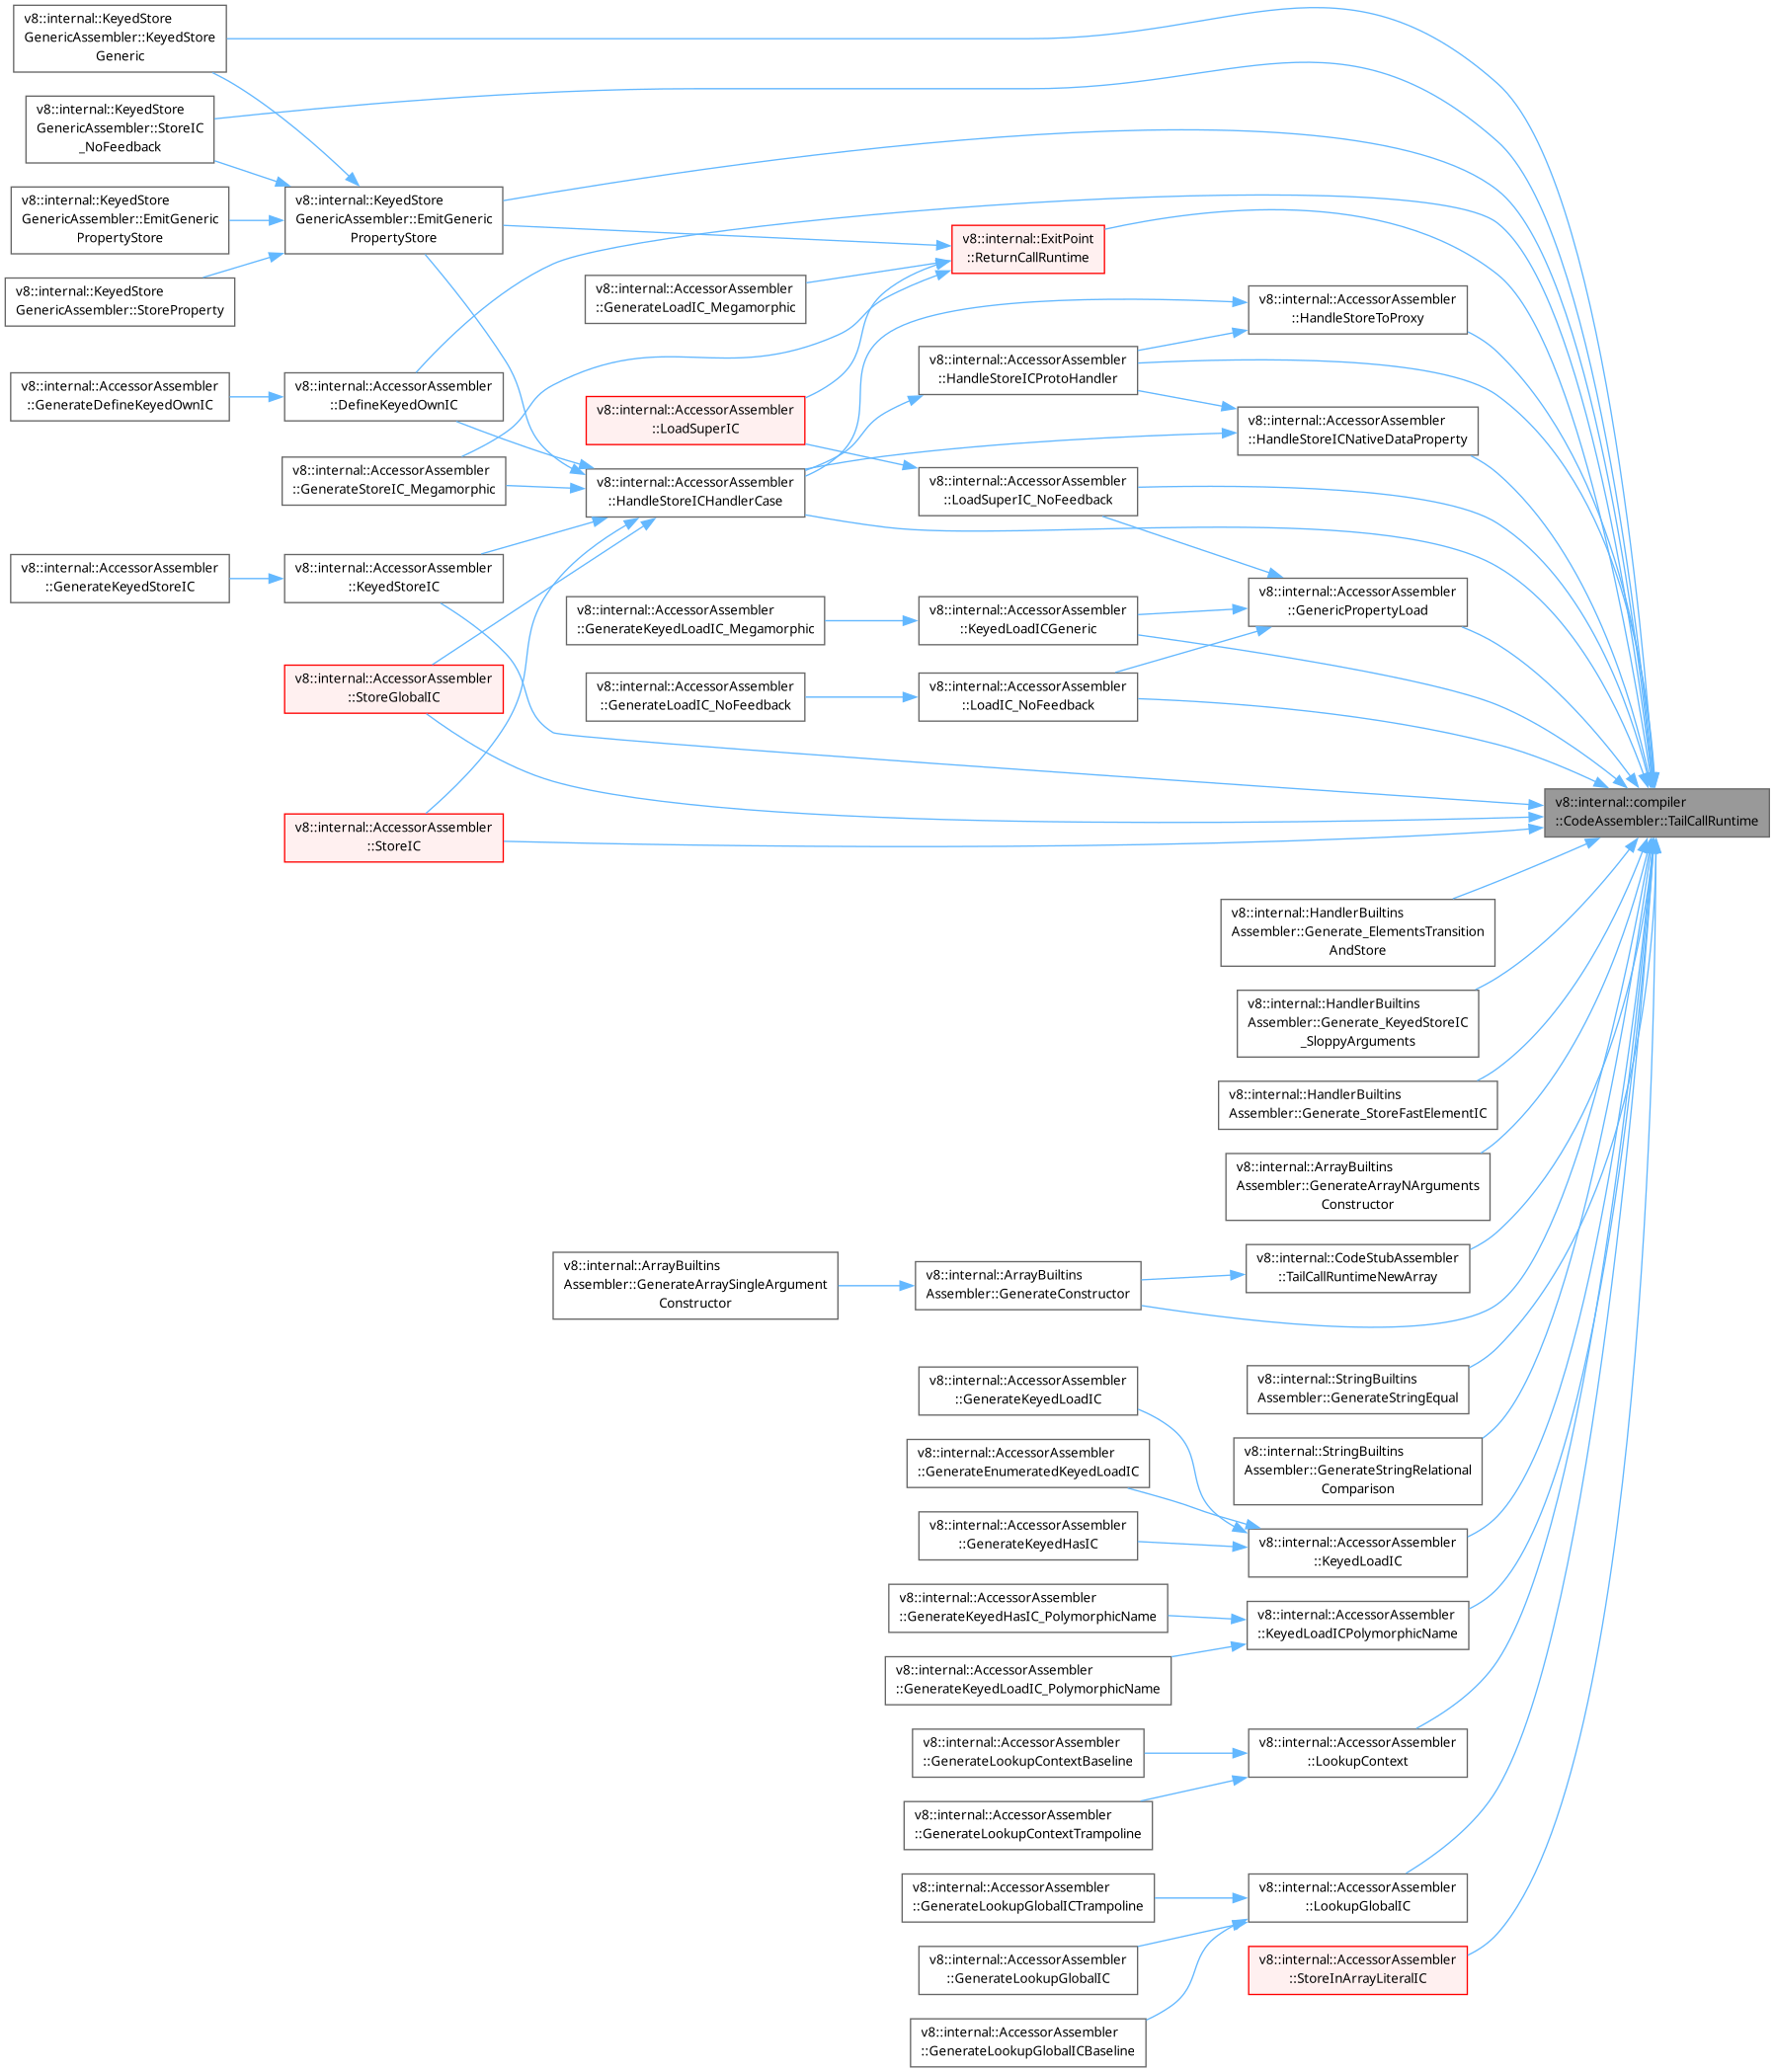 v8::internal::KeyedStore
GenericAssembler::KeyedStore
Generic
v8::internal::KeyedStore
GenericAssembler::StoreIC
_NoFeedback
v8::internal::KeyedStore
GenericAssembler::EmitGeneric
PropertyStore
v8::internal::KeyedStore
GenericAssembler::StoreProperty
v8::internal::AccessorAssembler
::GenerateDefineKeyedOwnIC
v8::internal::AccessorAssembler
::GenerateKeyedStoreIC
v8::internal::KeyedStore
GenericAssembler::EmitGeneric
PropertyStore
v8::internal::AccessorAssembler
::DefineKeyedOwnIC
v8::internal::AccessorAssembler
::GenerateStoreIC_Megamorphic
v8::internal::AccessorAssembler
::KeyedStoreIC
v8::internal::AccessorAssembler
::StoreGlobalIC
v8::internal::AccessorAssembler
::StoreIC
v8::internal::AccessorAssembler
::GenerateLoadIC_Megamorphic
v8::internal::AccessorAssembler
::LoadSuperIC
v8::internal::AccessorAssembler
::HandleStoreICHandlerCase
v8::internal::AccessorAssembler
::GenerateKeyedLoadIC_Megamorphic
v8::internal::AccessorAssembler
::GenerateLoadIC_NoFeedback
v8::internal::ArrayBuiltins
Assembler::GenerateArraySingleArgument
Constructor
v8::internal::ExitPoint
::ReturnCallRuntime
v8::internal::AccessorAssembler
::HandleStoreICProtoHandler
v8::internal::AccessorAssembler
::LoadSuperIC_NoFeedback
v8::internal::AccessorAssembler
::KeyedLoadICGeneric
v8::internal::AccessorAssembler
::LoadIC_NoFeedback
v8::internal::ArrayBuiltins
Assembler::GenerateConstructor
v8::internal::AccessorAssembler
::GenerateKeyedLoadIC
v8::internal::AccessorAssembler
::GenerateEnumeratedKeyedLoadIC
v8::internal::AccessorAssembler
::GenerateKeyedHasIC
v8::internal::AccessorAssembler
::GenerateKeyedHasIC_PolymorphicName
v8::internal::AccessorAssembler
::GenerateKeyedLoadIC_PolymorphicName
v8::internal::AccessorAssembler
::GenerateLookupContextBaseline
v8::internal::AccessorAssembler
::GenerateLookupContextTrampoline
v8::internal::AccessorAssembler
::GenerateLookupGlobalICTrampoline
v8::internal::AccessorAssembler
::GenerateLookupGlobalIC
v8::internal::AccessorAssembler
::GenerateLookupGlobalICBaseline
v8::internal::AccessorAssembler
::HandleStoreToProxy
v8::internal::AccessorAssembler
::HandleStoreICNativeDataProperty
v8::internal::AccessorAssembler
::GenericPropertyLoad
v8::internal::HandlerBuiltins
Assembler::Generate_ElementsTransition
AndStore
v8::internal::HandlerBuiltins
Assembler::Generate_KeyedStoreIC
_SloppyArguments
v8::internal::HandlerBuiltins
Assembler::Generate_StoreFastElementIC
v8::internal::ArrayBuiltins
Assembler::GenerateArrayNArguments
Constructor
v8::internal::CodeStubAssembler
::TailCallRuntimeNewArray
v8::internal::StringBuiltins
Assembler::GenerateStringEqual
v8::internal::StringBuiltins
Assembler::GenerateStringRelational
Comparison
v8::internal::AccessorAssembler
::KeyedLoadIC
v8::internal::AccessorAssembler
::KeyedLoadICPolymorphicName
v8::internal::AccessorAssembler
::LookupContext
v8::internal::AccessorAssembler
::LookupGlobalIC
v8::internal::AccessorAssembler
::StoreInArrayLiteralIC
v8::internal::compiler
::CodeAssembler::TailCallRuntime